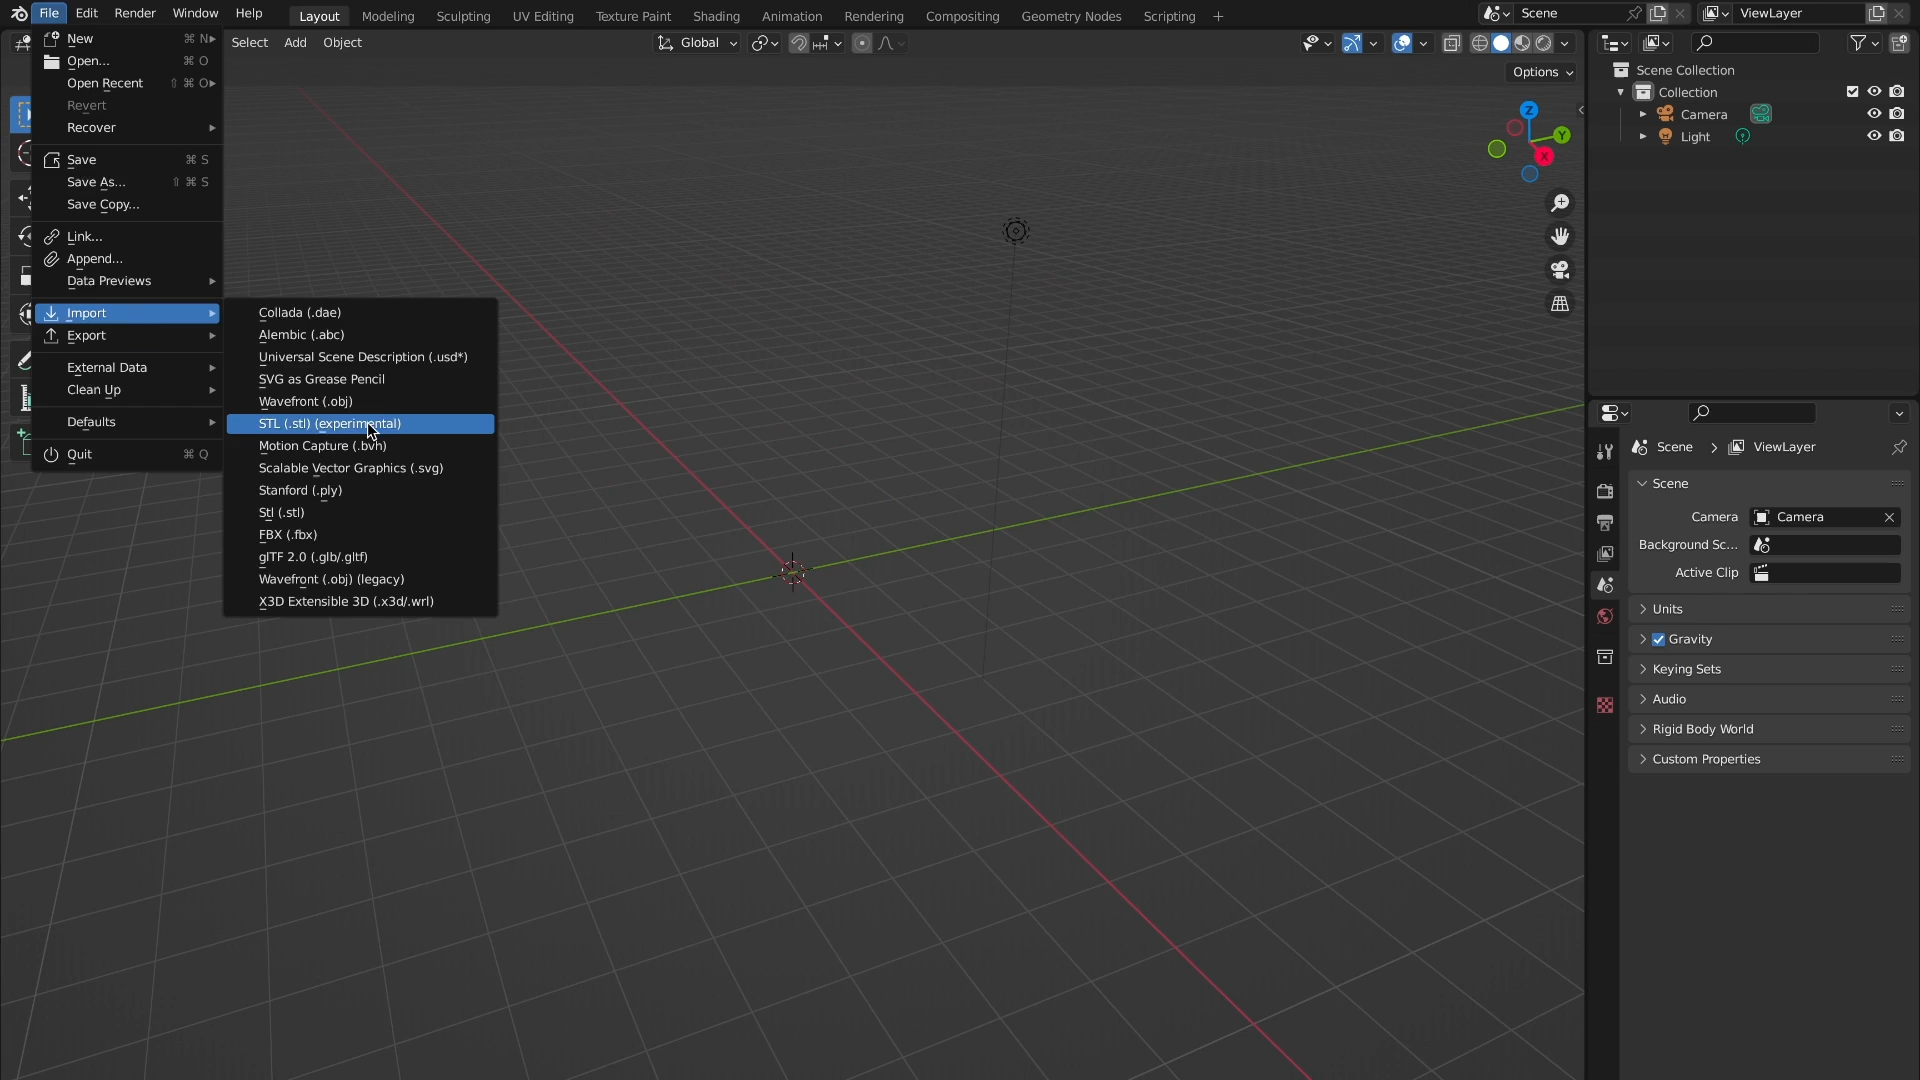 File Edit Render Window Help Layout Modeling Sculpting UV Editing Texture Paint Shading Animation Rendering Compositing Geometry Nodes Scripting + Scene ViewLayer
Select Add Object Global
Options
New ⌘ N
Open... ⌘ O
Open Recent ⇧ ⌘ O
Revert
Recover
Save ⌘ S
Save As... ⇧ ⌘ S
Save Copy...
Link...
Append...
Data Previews
Import
Export
External Data
Clean Up
Defaults
Quit ⌘ Q
Collada (.dae)
Alembic (.abc)
Universal Scene Description (.usd*)
SVG as Grease Pencil
Wavefront (.obj)
STL (.stl) (experimental)
Motion Capture (.bvh)
Scalable Vector Graphics (.svg)
Stanford (.ply)
Stl (.stl)
FBX (.fbx)
glTF 2.0 (.glb/.gltf)
Wavefront (.obj) (legacy)
X3D Extensible 3D (.x3d/.wrl)
Z
Y
X
Scene Collection
Collection
Camera
Light
Scene > ViewLayer
Scene
Camera Camera
Background Sc...
Active Clip
Units
Gravity
Keying Sets
Audio
Rigid Body World
Custom Properties